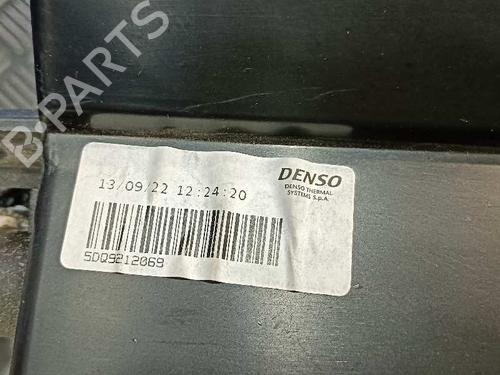 B-PARTS
13/09/22 12:24:20
DENSO
DENSO THERMAL
SYSTEMS S.p.A.
5DQ9212069